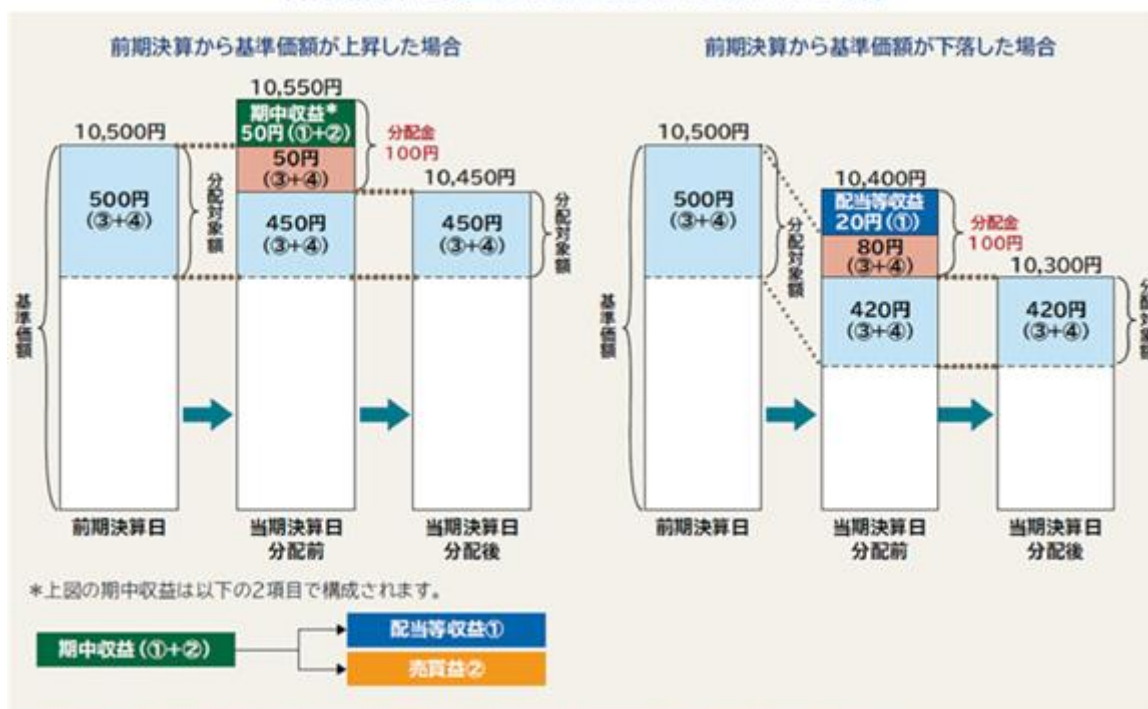 前期決算から基準価額が上昇した場合
10,500円
500円
(③+④)
分配対象額
基準価額
10,550円
期中収益*
50円(①+②)
50円
(③+④)
450円
(③+④)
分配金
100円
10,450円
450円
(③+④)
分配対象額
前期決算日
当期決算日
分配前
当期決算日
分配後
前期決算から基準価額が下落した場合
10,500円
500円
(③+④)
分配対象額
基準価額
10,400円
配当等収益
20円(①)
80円
(③+④)
420円
(③+④)
分配金
100円
10,300円
420円
(③+④)
分配対象額
前期決算日
当期決算日
分配前
当期決算日
分配後
*上図の期中収益は以下の2項目で構成されます。
期中収益(①+②)
配当等収益①
売買益②